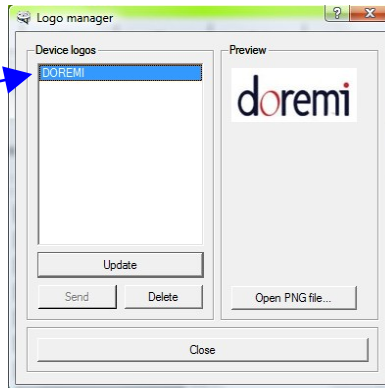 Logo manager
Device logos
Preview
DOREMI
doremi
Update
Send
Delete
Open PNG file...
Close